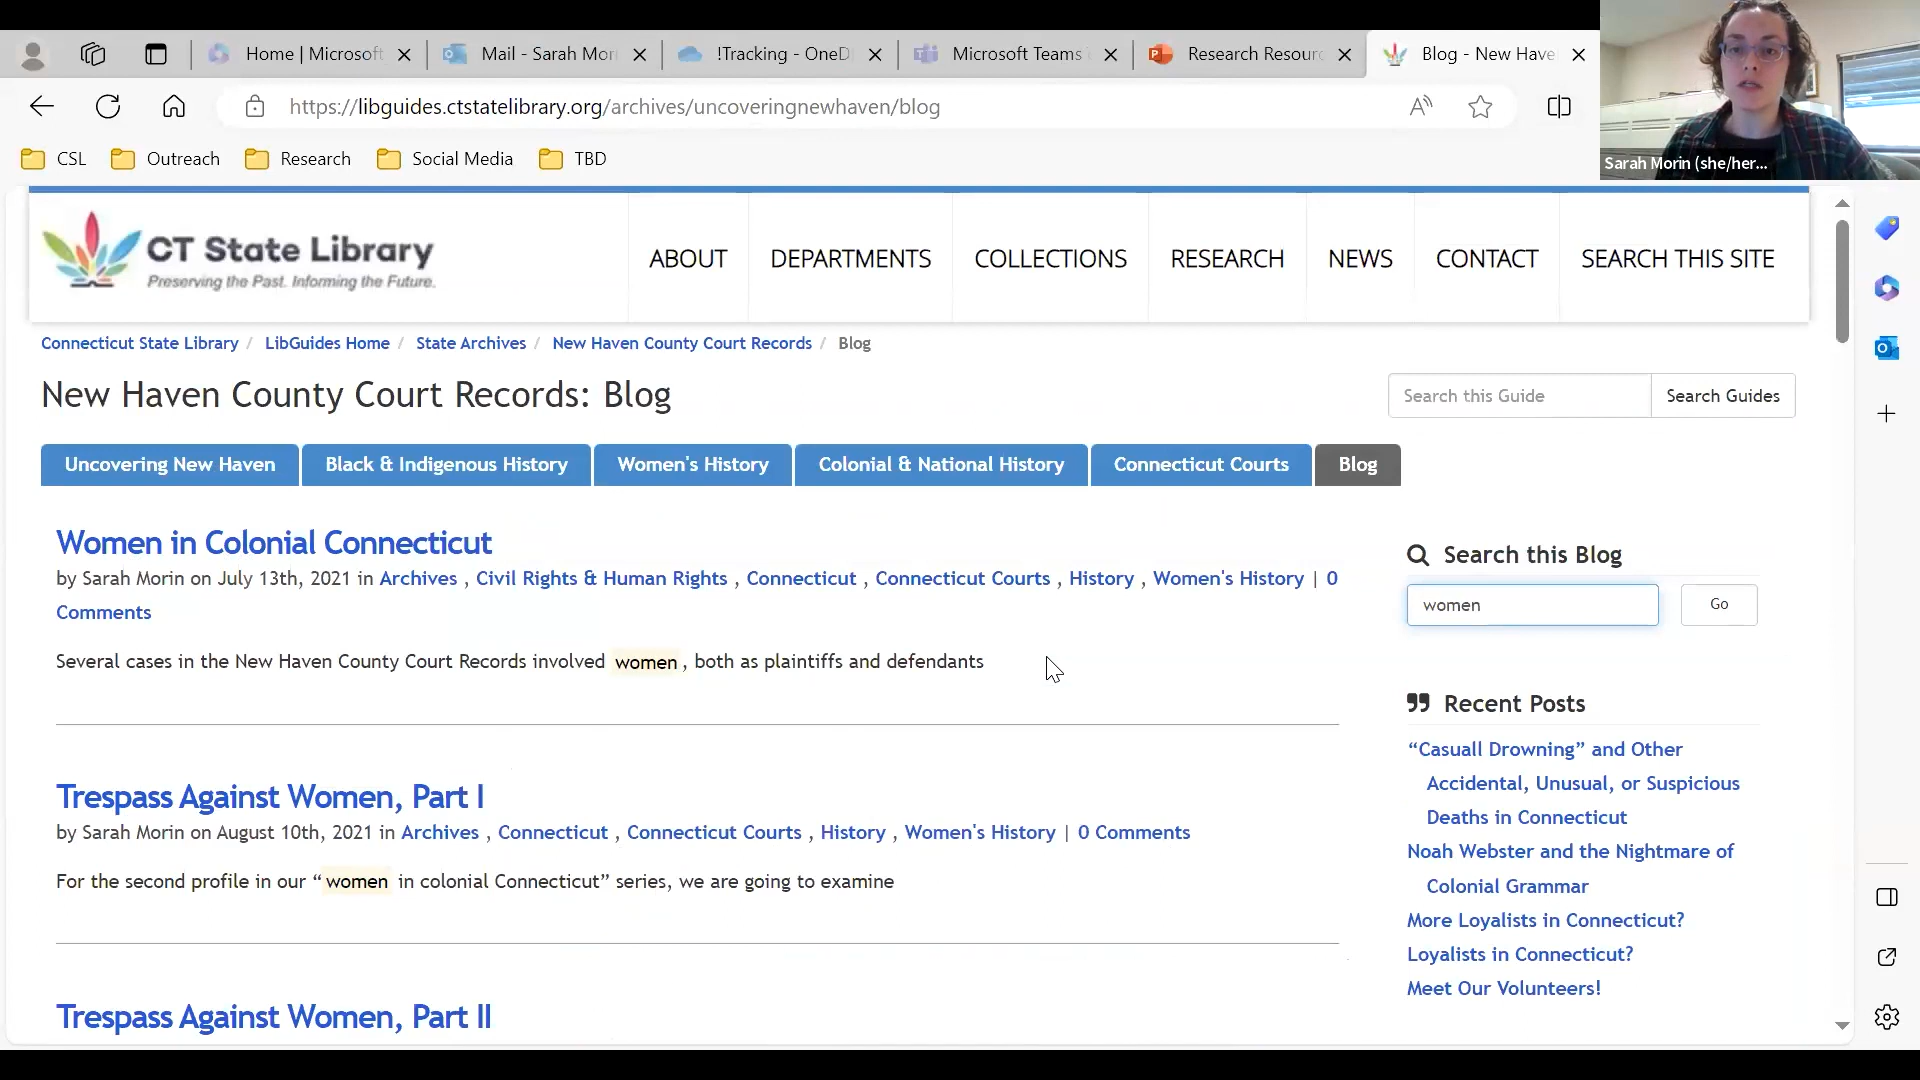 Home | Microsoft
Mail - Sarah Mor
!Tracking - OneD
Microsoft Teams
Research Resour
Blog - New Have
https://libguides.ctstatelibrary.org/archives/uncoveringnewhaven/blog
CSL
Outreach
Research
Social Media
TBD
Sarah Morin (she/her...
CT State Library
Preserving the Past. Informing the Future.
ABOUT
DEPARTMENTS
COLLECTIONS
RESEARCH
NEWS
CONTACT
SEARCH THIS SITE
Connecticut State Library / LibGuides Home / State Archives / New Haven County Court Records / Blog
New Haven County Court Records: Blog
Search this Guide
Search Guides
Uncovering New Haven
Black & Indigenous History
Women's History
Colonial & National History
Connecticut Courts
Blog
Women in Colonial Connecticut
by Sarah Morin on July 13th, 2021 in Archives , Civil Rights & Human Rights , Connecticut , Connecticut Courts , History , Women's History | 0
Comments
Several cases in the New Haven County Court Records involved women, both as plaintiffs and defendants
Trespass Against Women, Part I
by Sarah Morin on August 10th, 2021 in Archives , Connecticut , Connecticut Courts , History , Women's History | 0 Comments
For the second profile in our “women in colonial Connecticut” series, we are going to examine
Trespass Against Women, Part II
Search this Blog
women
Go
Recent Posts
“Casuall Drowning” and Other
Accidental, Unusual, or Suspicious
Deaths in Connecticut
Noah Webster and the Nightmare of
Colonial Grammar
More Loyalists in Connecticut?
Loyalists in Connecticut?
Meet Our Volunteers!